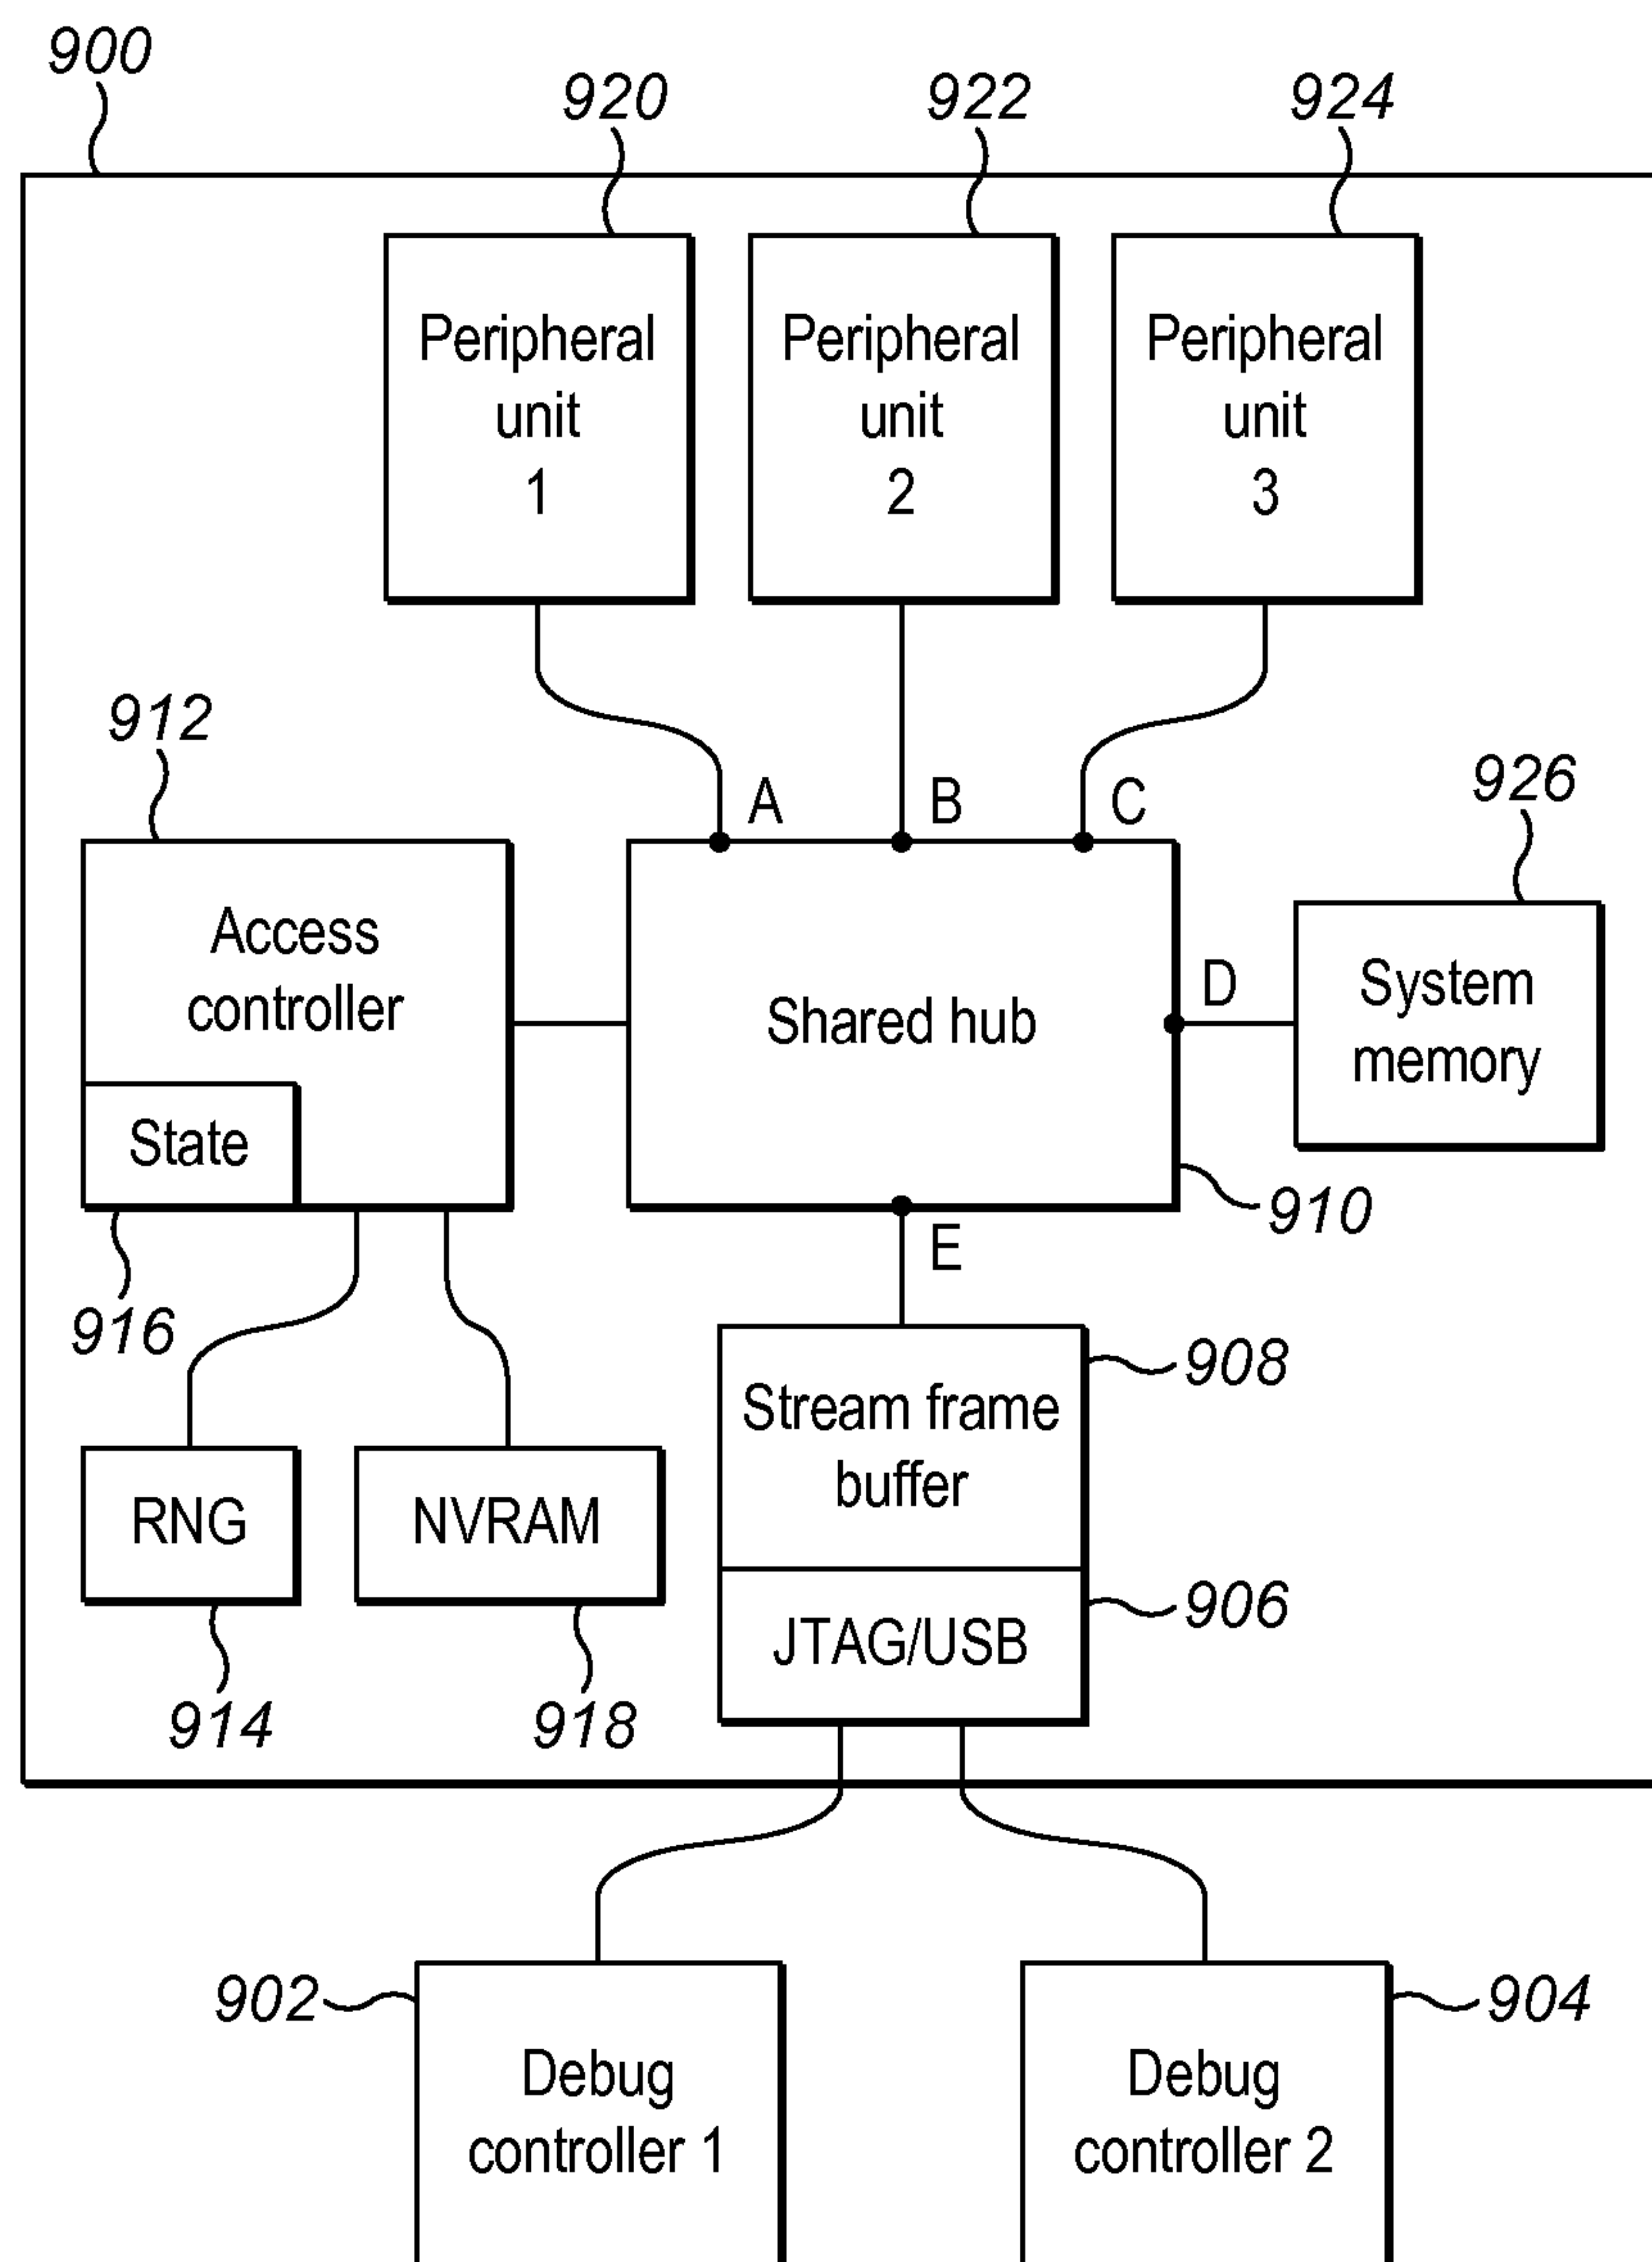 900
920
922
924
Peripheral
unit
1
Peripheral
unit
2
Peripheral
unit
3
912
A
B
C
926
Access
controller
State
Shared hub
D
System
memory
910
916
E
908
Stream frame
buffer
RNG
NVRAM
906
JTAG/USB
914
918
902
Debug
controller 1
904
Debug
controller 2